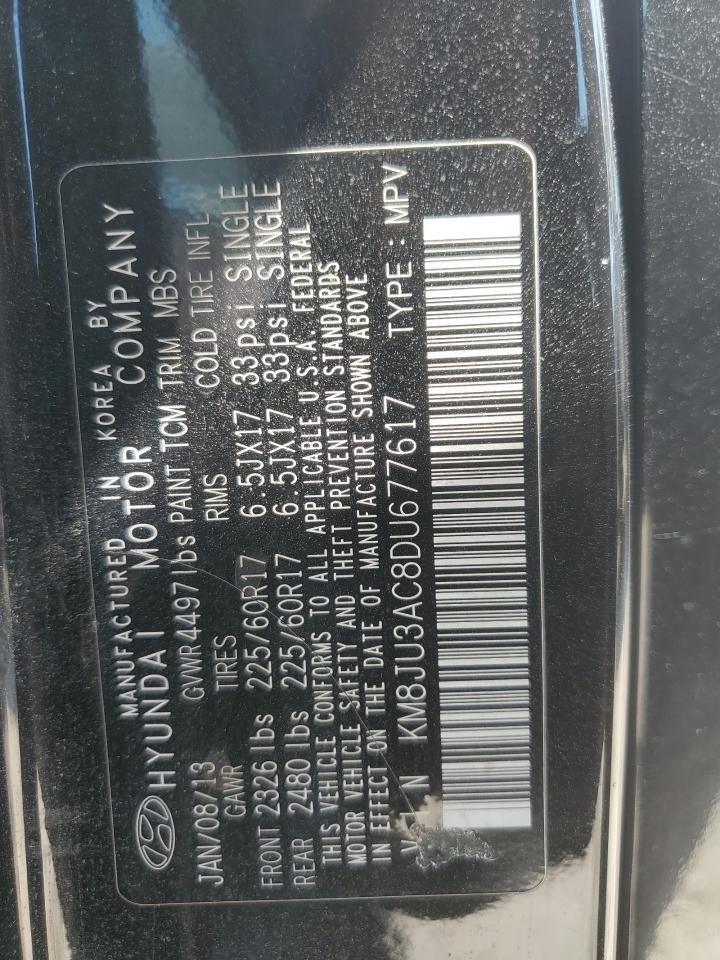 MANUFACTURED IN KOREA BY
HYUNDAI MOTOR COMPANY
JAN/08/13 GVWR 4497 lbs PAINT TCM TRIM MBS
GAWR TIRES RIMS COLD TIRE INFL
FRONT 2326 lbs 225/60R17 6.5JX17 33psi SINGLE
REAR 2480 lbs 225/60R17 6.5JX17 33psi SINGLE
THIS VEHICLE CONFORMS TO ALL APPLICABLE U.S.A FEDERAL
MOTOR VEHICLE SAFETY AND THEFT PREVENTION STANDARDS
IN EFFECT ON THE DATE OF MANUFACTURE SHOWN ABOVE
V I N KM8JU3AC8DU677617 TYPE : MPV